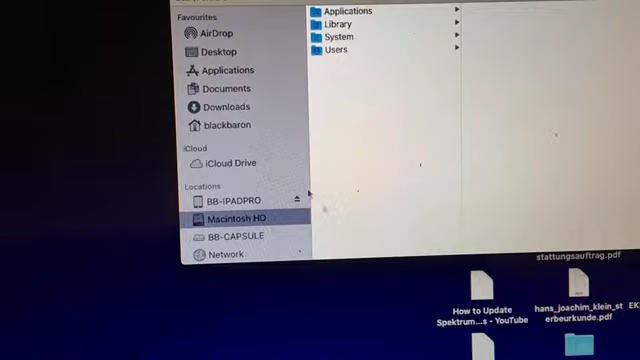 Favourites
AirDrop
Desktop
Applications
Documents
Downloads
blackbaron
iCloud
iCloud Drive
Locations
BB-IPADPRO
Macintosh HD
BB-CAPSULE
Network
Applications
Library
System
Users
stattungsauftrag.pdf
How to Update
Spektrum...s - YouTube
hans_joachim_klein_st
erbeurkunde.pdf
EK